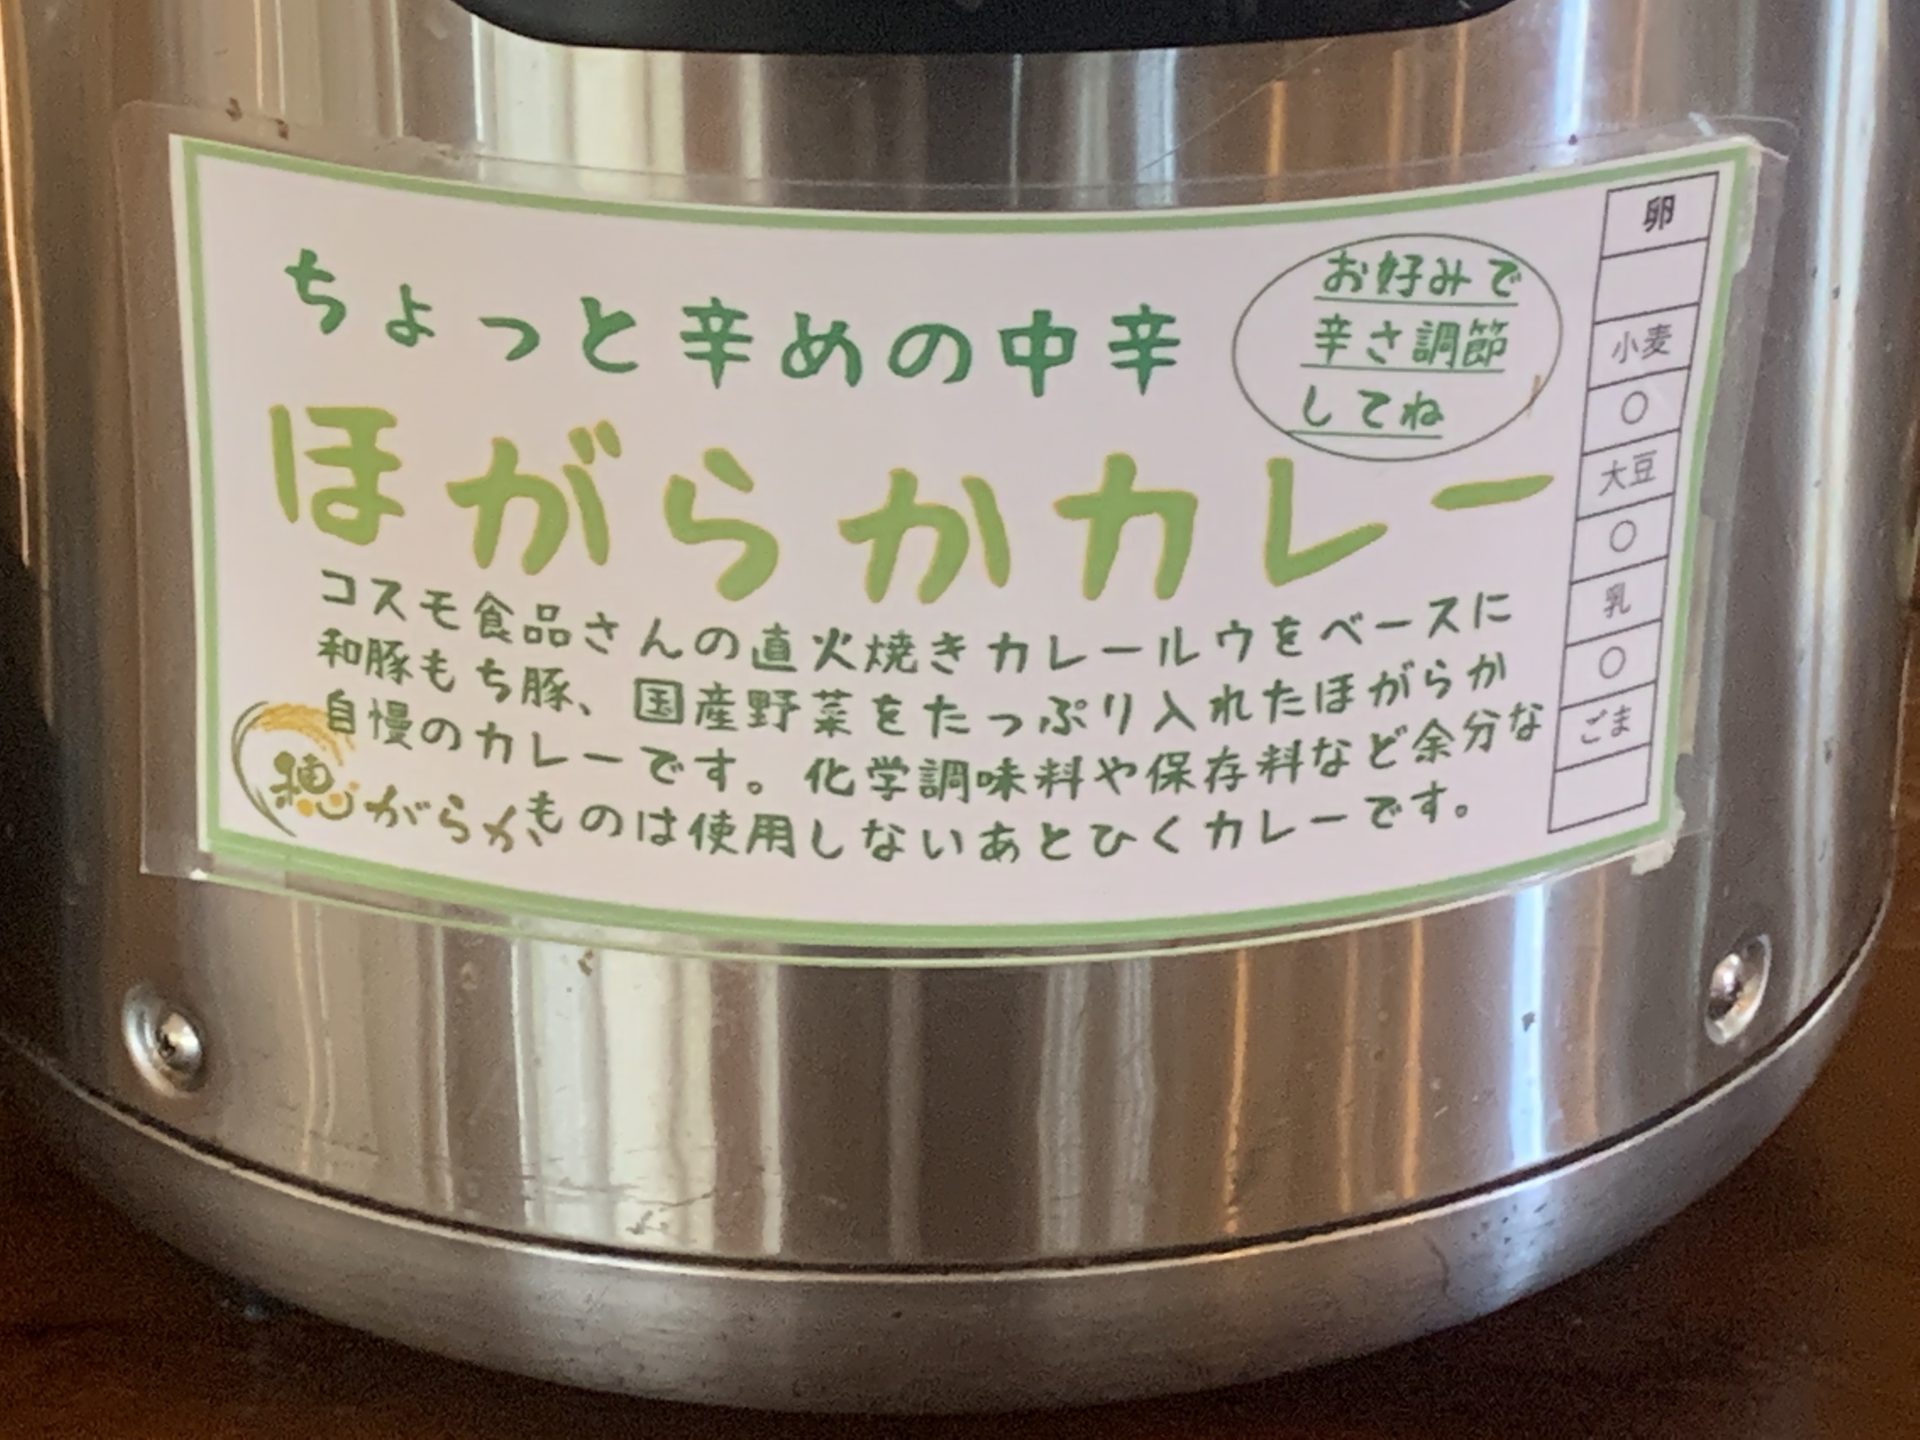 ちょっと辛めの中辛
お好みで
辛さ調節
してね
ほがらかカレー
コスモ食品さんの直火焼きカレールウをベースに
和豚もち豚、国産野菜をたっぷり入れたほがらか
自慢のカレーです。化学調味料や保存料など余分な
ものは使用しないあとひくカレーです。
穂がらか
卵
小麦
○
大豆
○
乳
○
ごま